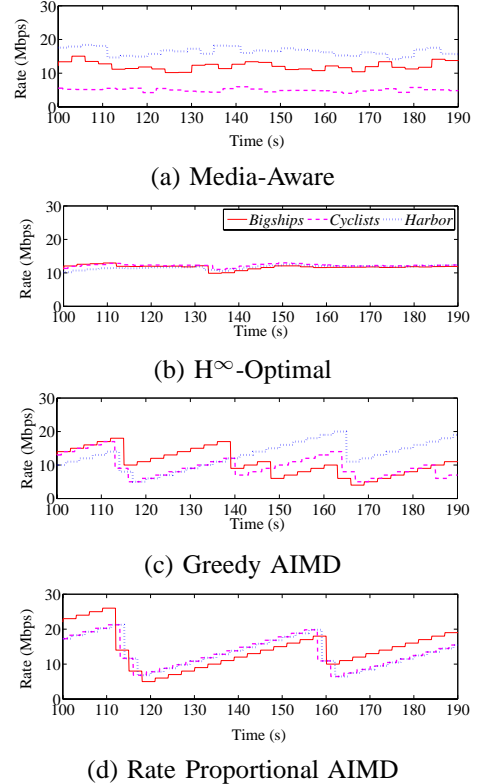 Rate (Mbps)
30
20
10
0
100 110 120 130 140 150 160 170 180 190
Time (s)
(a) Media-Aware
Rate (Mbps)
30
20
10
0
Bigships Cyclists Harbor
100 110 120 130 140 150 160 170 180 190
Time (s)
(b) H∞-Optimal
Rate (Mbps)
30
20
10
0
100 110 120 130 140 150 160 170 180 190
Time (s)
(c) Greedy AIMD
Rate (Mbps)
30
20
10
0
100 110 120 130 140 150 160 170 180 190
Time (s)
(d) Rate Proportional AIMD